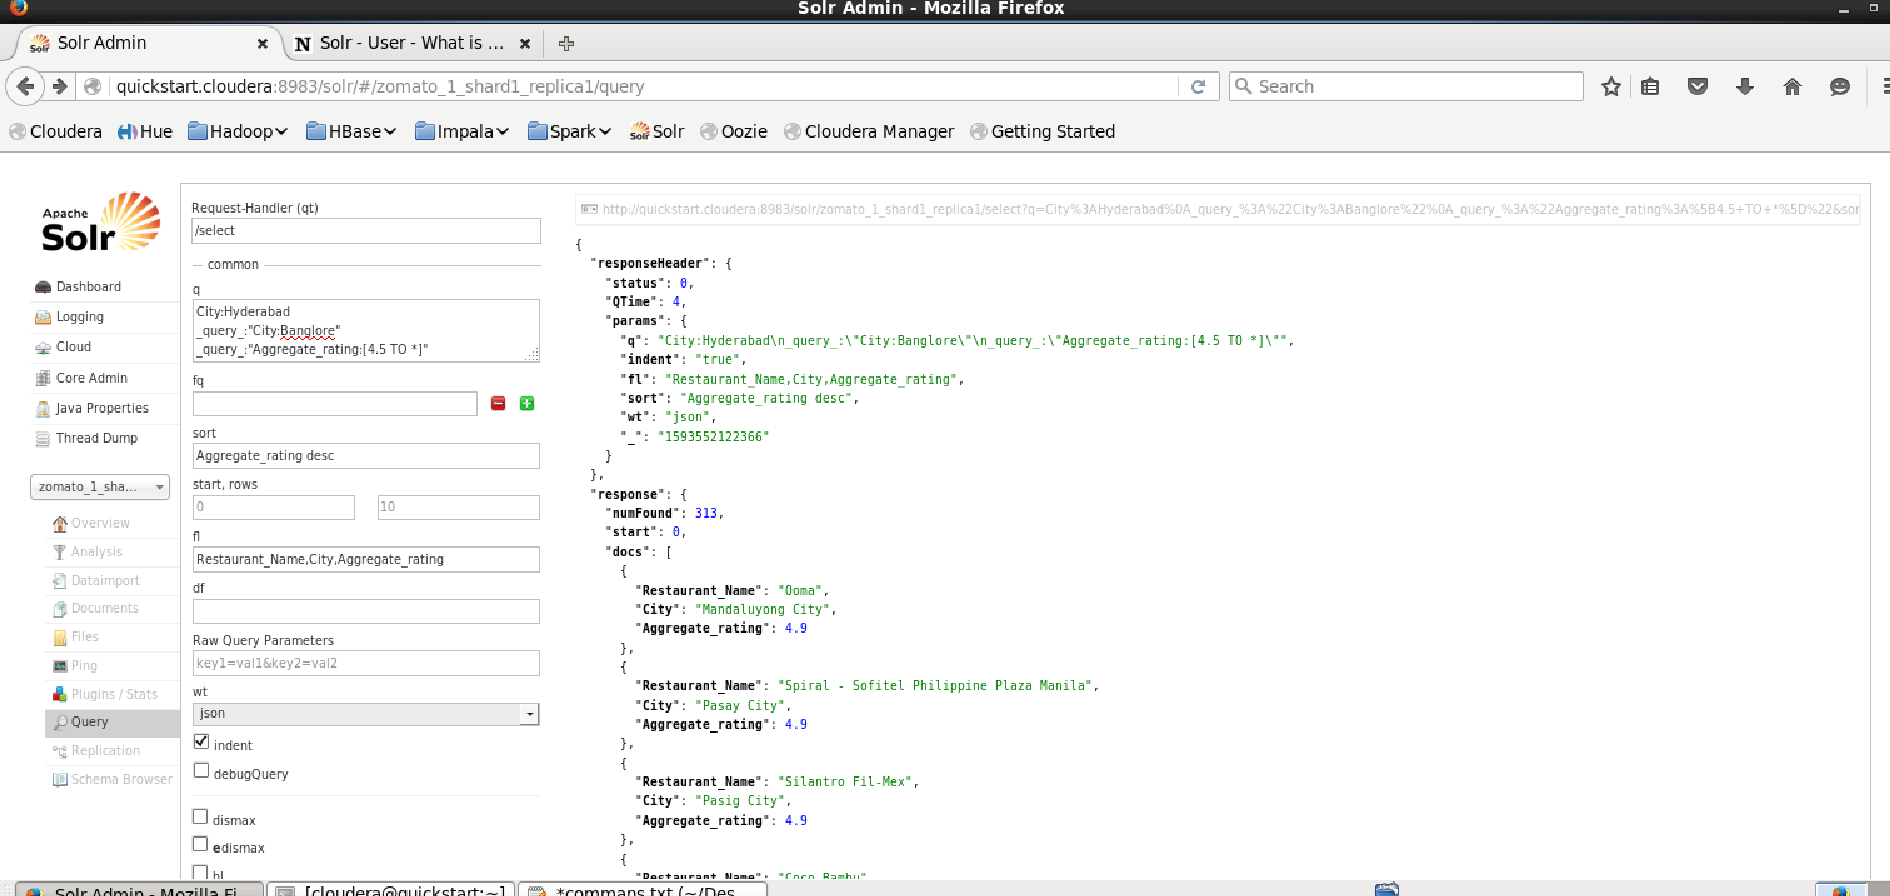 Solr Admin - Mozilla Firefox
Solr Admin
Solr - User - What is ...
quickstart.cloudera:8983/solr/#/zomato_1_shard1_replica1/query
Search
Cloudera Hue Hadoop HBase Impala Spark Solr Oozie Cloudera Manager Getting Started
Apache
Solr
Dashboard
Logging
Cloud
Core Admin
Java Properties
Thread Dump
zomato_1_sha...
Overview
Analysis
Dataimport
Documents
Files
Ping
Plugins / Stats
Query
Replication
Schema Browser
Request-Handler (qt)
/select
common
q
City:Hyderabad
_query_:"City:Banglore"
_query_:"Aggregate_rating:[4.5 TO *]"
fq
sort
Aggregate_rating desc
start, rows
0
10
fl
Restaurant_Name,City,Aggregate_rating
df
Raw Query Parameters
key1=val1&key2=val2
wt
json
indent
debugQuery
dismax
edismax
hl
http://quickstart.cloudera:8983/solr/zomato_1_shard1_replica1/select?q=City%3AHyderabad%0A_query_%3A%22City%3ABanglore%22%0A_query_%3A%22Aggregate_rating%3A%5B4.5+TO+*%5D%22&sor
{
"responseHeader": {
"status": 0,
"QTime": 4,
"params": {
"q": "City:Hyderabad\n_query_:\"City:Banglore\"\n_query_:\"Aggregate_rating:[4.5 TO *]\"",
"indent": "true",
"fl": "Restaurant_Name,City,Aggregate_rating",
"sort": "Aggregate_rating desc",
"wt": "json",
"_": "1593552122366"
}
},
"response": {
"numFound": 313,
"start": 0,
"docs": [
{
"Restaurant_Name": "Ooma",
"City": "Mandaluyong City",
"Aggregate_rating": 4.9
},
{
"Restaurant_Name": "Spiral - Sofitel Philippine Plaza Manila",
"City": "Pasay City",
"Aggregate_rating": 4.9
},
{
"Restaurant_Name": "Silantro Fil-Mex",
"City": "Pasig City",
"Aggregate_rating": 4.9
},
{
"Restaurant_Name": "Coco Bambu",
Solr Admin - Mozilla Fi...
[cloudera@quickstart:~]
*commans.txt (~/Des...